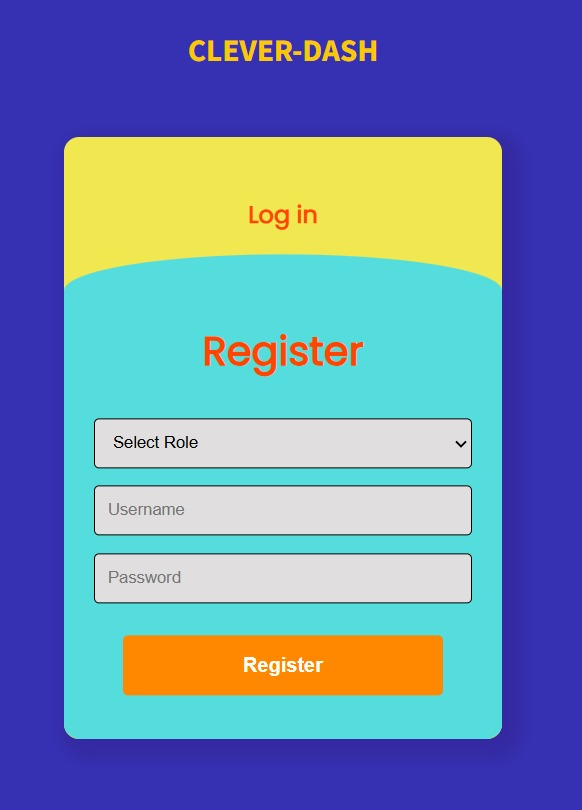 CLEVER-DASH
Log in
Register
Select Role
Username
Password
Register